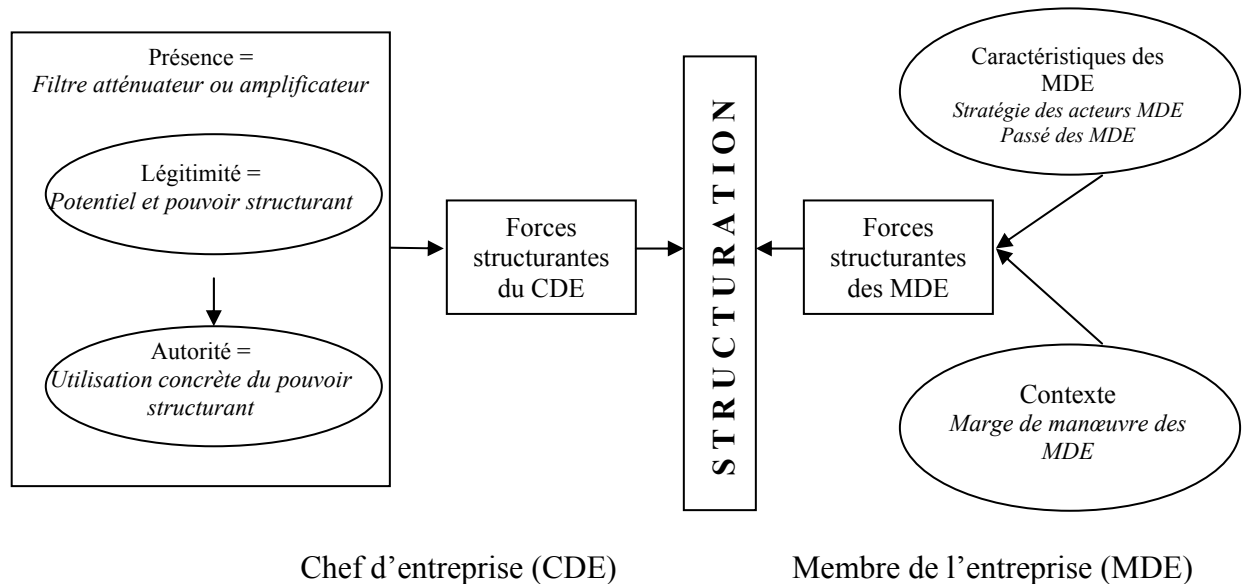 Présence =
Filtre atténuateur ou amplificateur
Légitimité =
Potentiel et pouvoir structurant
Autorité =
Utilisation concrète du pouvoir
structurant
Forces
structurantes
du CDE
STRUCTURATION
Forces
structurantes
des MDE
Caractéristiques des
MDE
Stratégie des acteurs MDE
Passé des MDE
Contexte
Marge de manœuvre des
MDE
Chef d’entreprise (CDE)
Membre de l’entreprise (MDE)